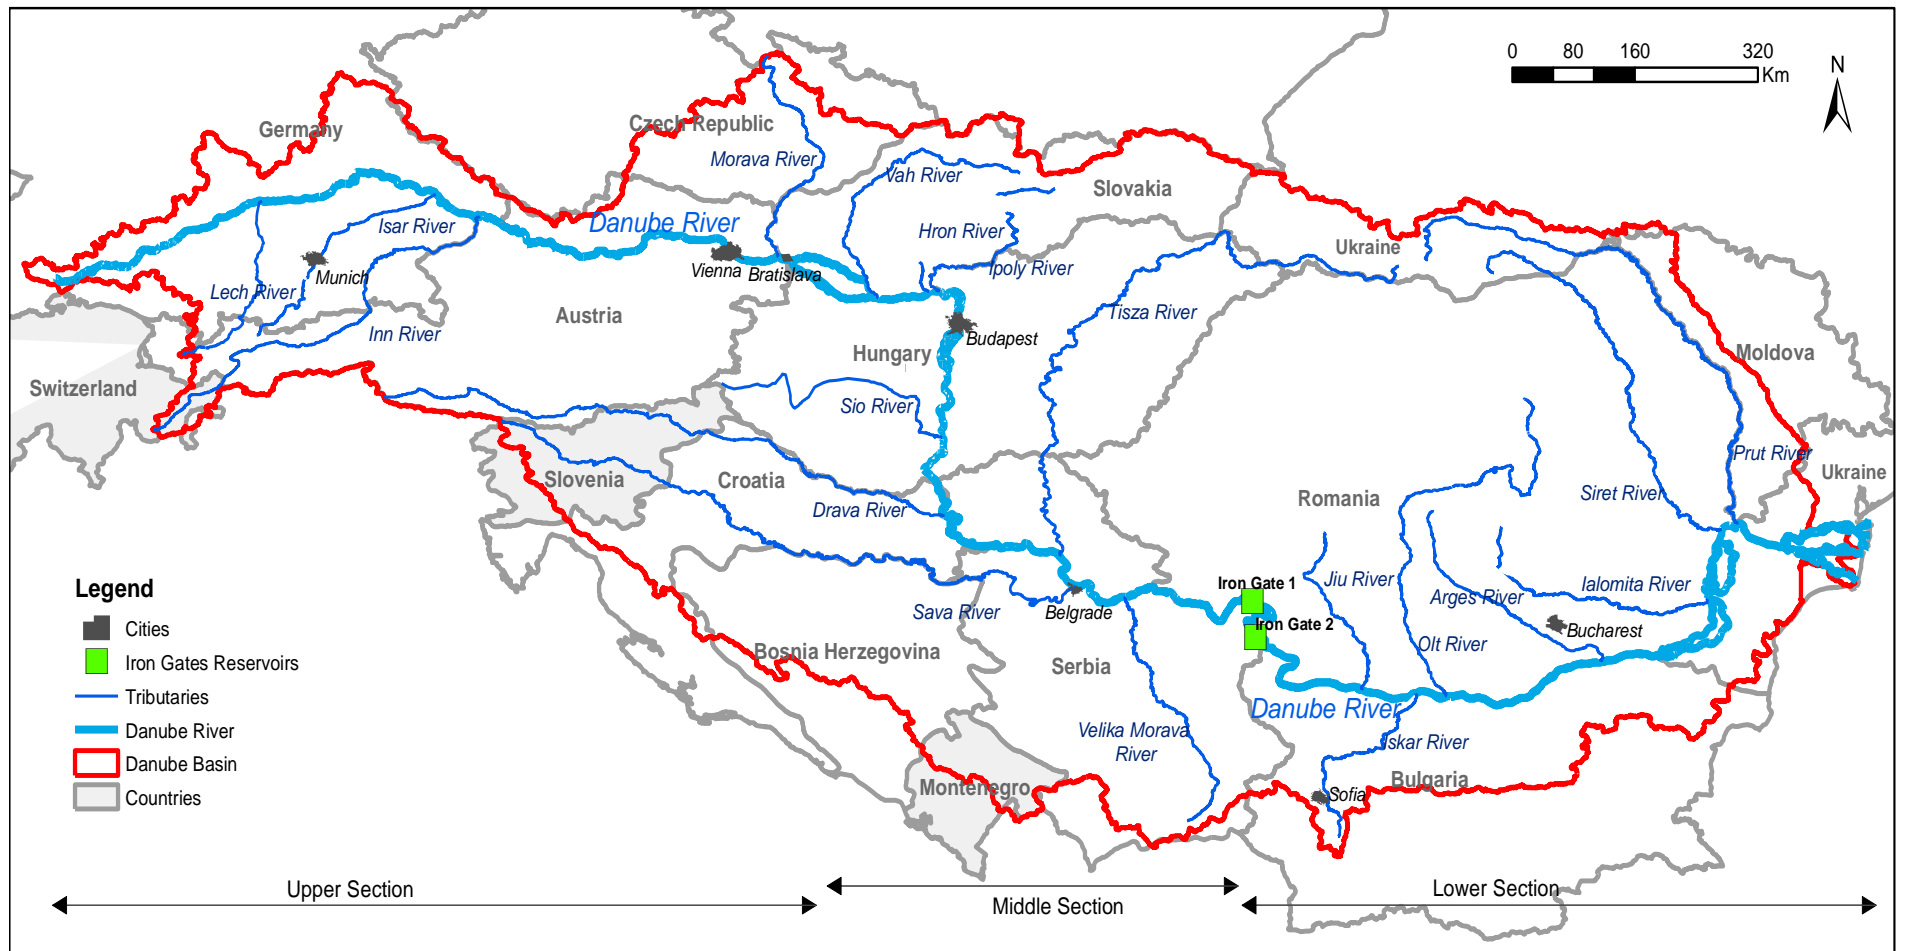 0 80 160 320
Km
N
Germany
Czech Republic
Morava River
Vah River
Slovakia
Danube River
Isar River
Hron River
Ukraine
Vienna
Bratislava
Ipoly River
Munich
Lech River
Austria
Tisza River
Inn River
Budapest
Hungary
Moldova
Switzerland
Sio River
Prut River
Ukraine
Slovenia
Croatia
Romania
Siret River
Drava River
Legend
Cities
Iron Gates Reservoirs
Tributaries
Danube River
Danube Basin
Countries
Iron Gate 1
Jiu River
Ialomita River
Arges River
Sava River
Belgrade
Iron Gate 2
Bucharest
Olt River
Bosnia Herzegovina
Serbia
Danube River
Velika Morava
River
Iskar River
Bulgaria
Montenegro
Sofia
Upper Section
Middle Section
Lower Section